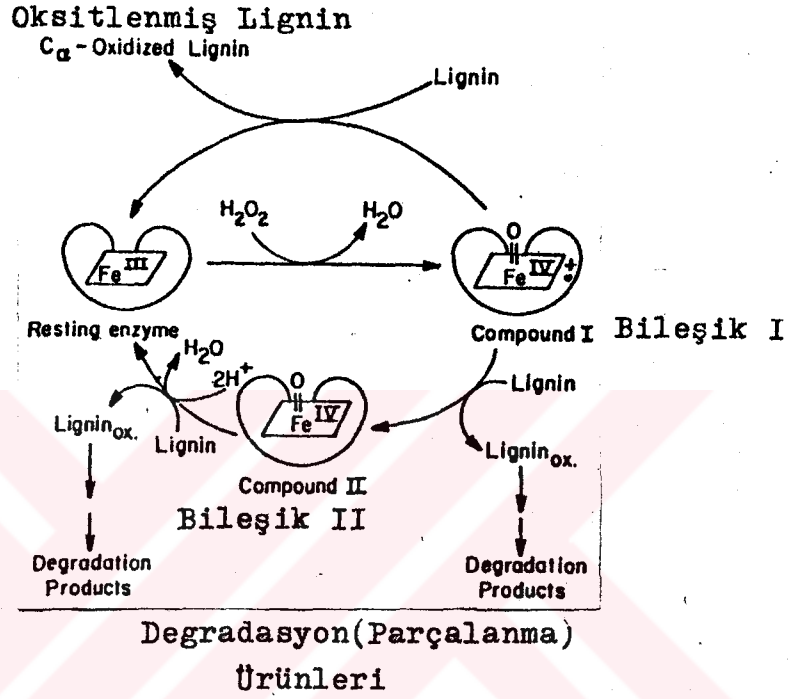 Oksitlenmiş Lignin
Cα-Oxidized Lignin
Lignin
H2O2
H2O
O
Fe III
Fe IV +•
Resting enzyme
Compound I
Bileşik I
H2O
2H+
O
Fe IV
Lignin
Ligninox.
Lignin
Ligninox.
Compound II
Bileşik II
Degradation
Products
Degradation
Products
Degradasyon(Parçalanma)
Ürünleri